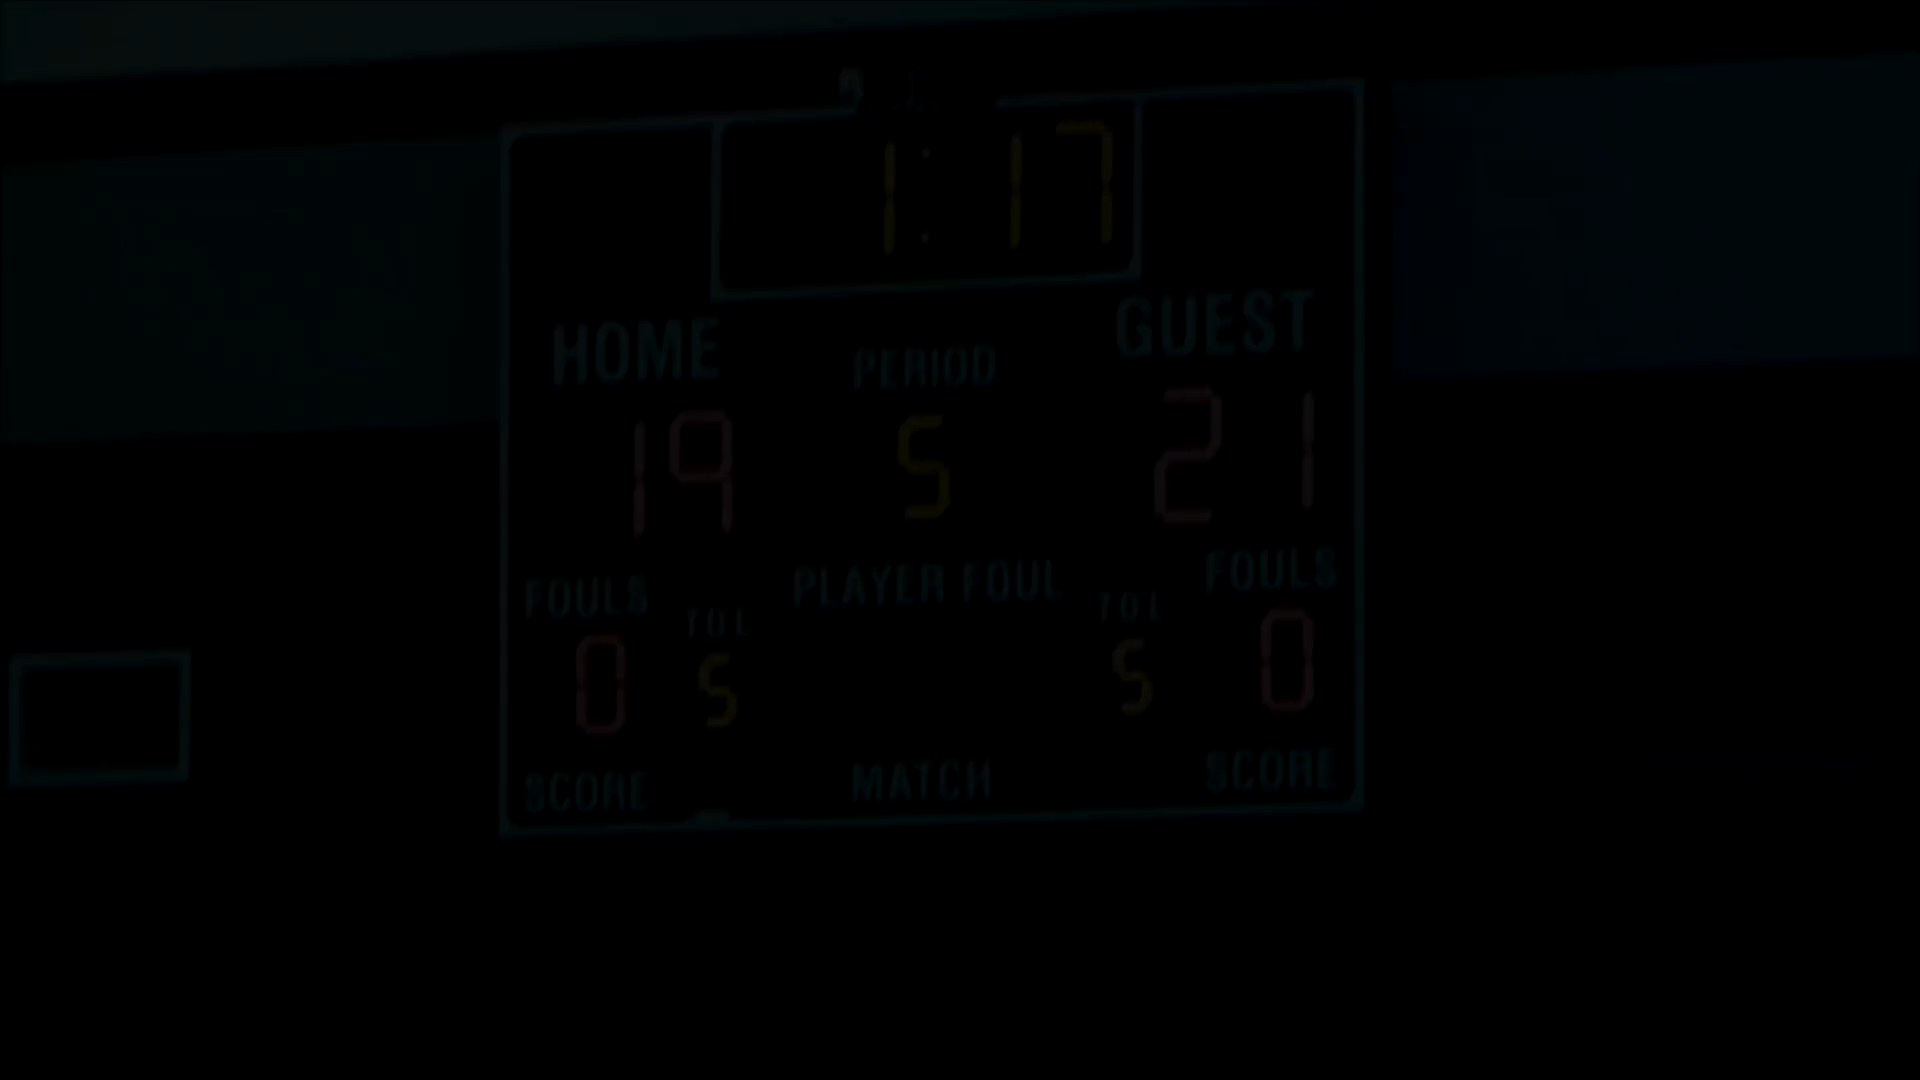 1:17
HOME PERIOD GUEST
19 5 21
FOULS TOL PLAYER FOUL TOL FOULS
0 5 5 0
SCORE MATCH SCORE